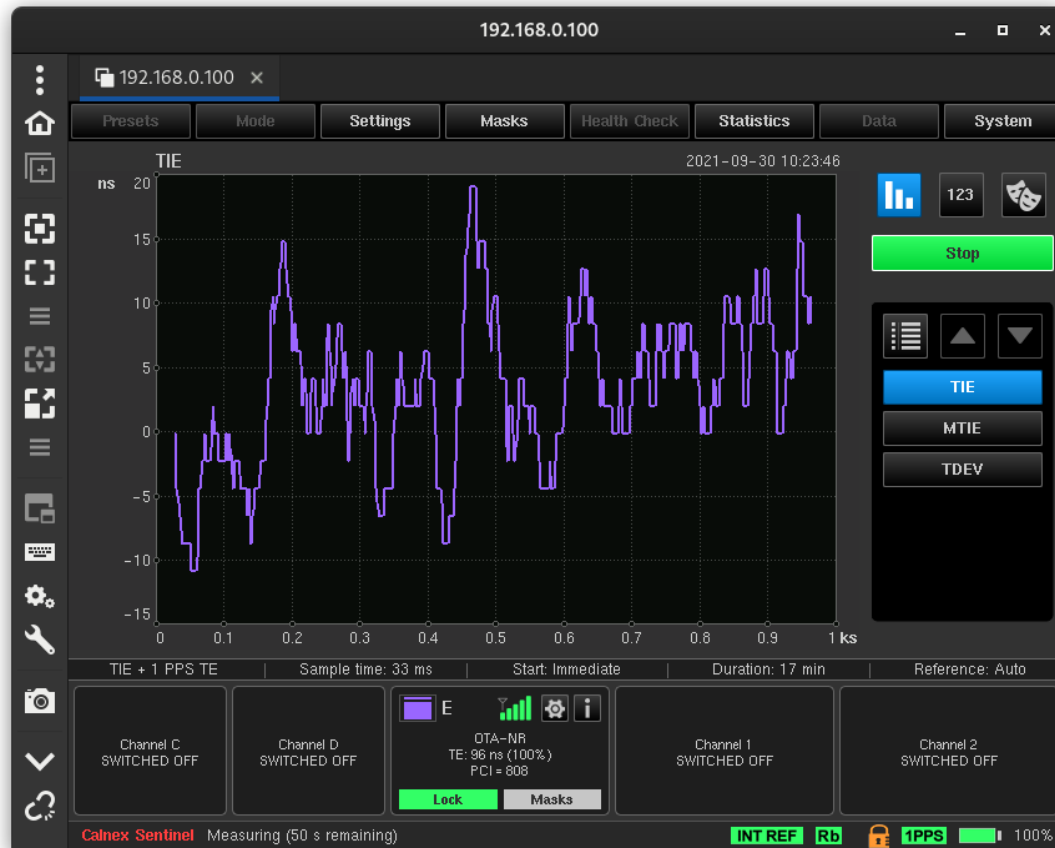 192.168.0.100
192.168.0.100
Presets Mode Settings Masks Health Check Statistics Data System
TIE 2021-09-30 10:23:46
ns 20
15
10
5
0
-5
-10
-15
0 0.1 0.2 0.3 0.4 0.5 0.6 0.7 0.8 0.9 1 ks
123
Stop
TIE
MTIE
TDEV
TIE + 1 PPS TE | Sample time: 33 ms | Start: Immediate | Duration: 17 min | Reference: Auto
Channel C
SWITCHED OFF
Channel D
SWITCHED OFF
E
OTA-NR
TE: 96 ns (100%)
PCI = 808
Lock Masks
Channel 1
SWITCHED OFF
Channel 2
SWITCHED OFF
Calnex Sentinel Measuring (50 s remaining) INT REF Rb 1PPS 100%